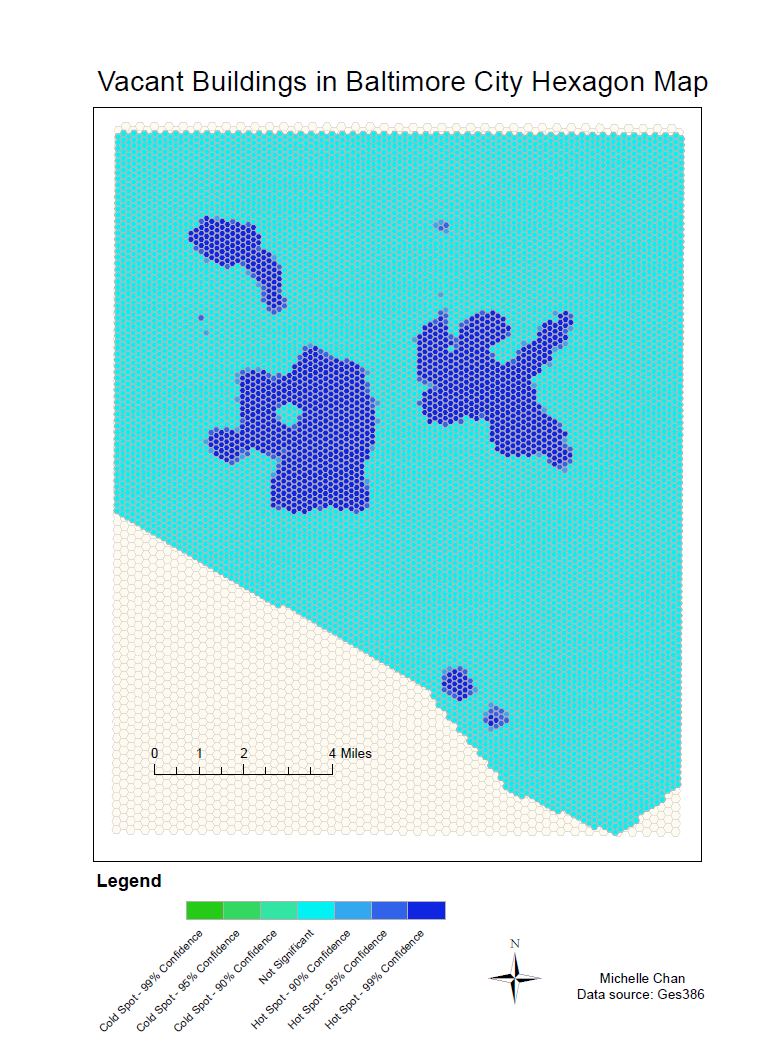 Vacant Buildings in Baltimore City Hexagon Map
0 1 2 4 Miles
Legend
Cold Spot - 99% Confidence
Cold Spot - 95% Confidence
Cold Spot - 90% Confidence
Not Significant
Hot Spot - 90% Confidence
Hot Spot - 95% Confidence
Hot Spot - 99% Confidence
N
Michelle Chan
Data source: Ges386